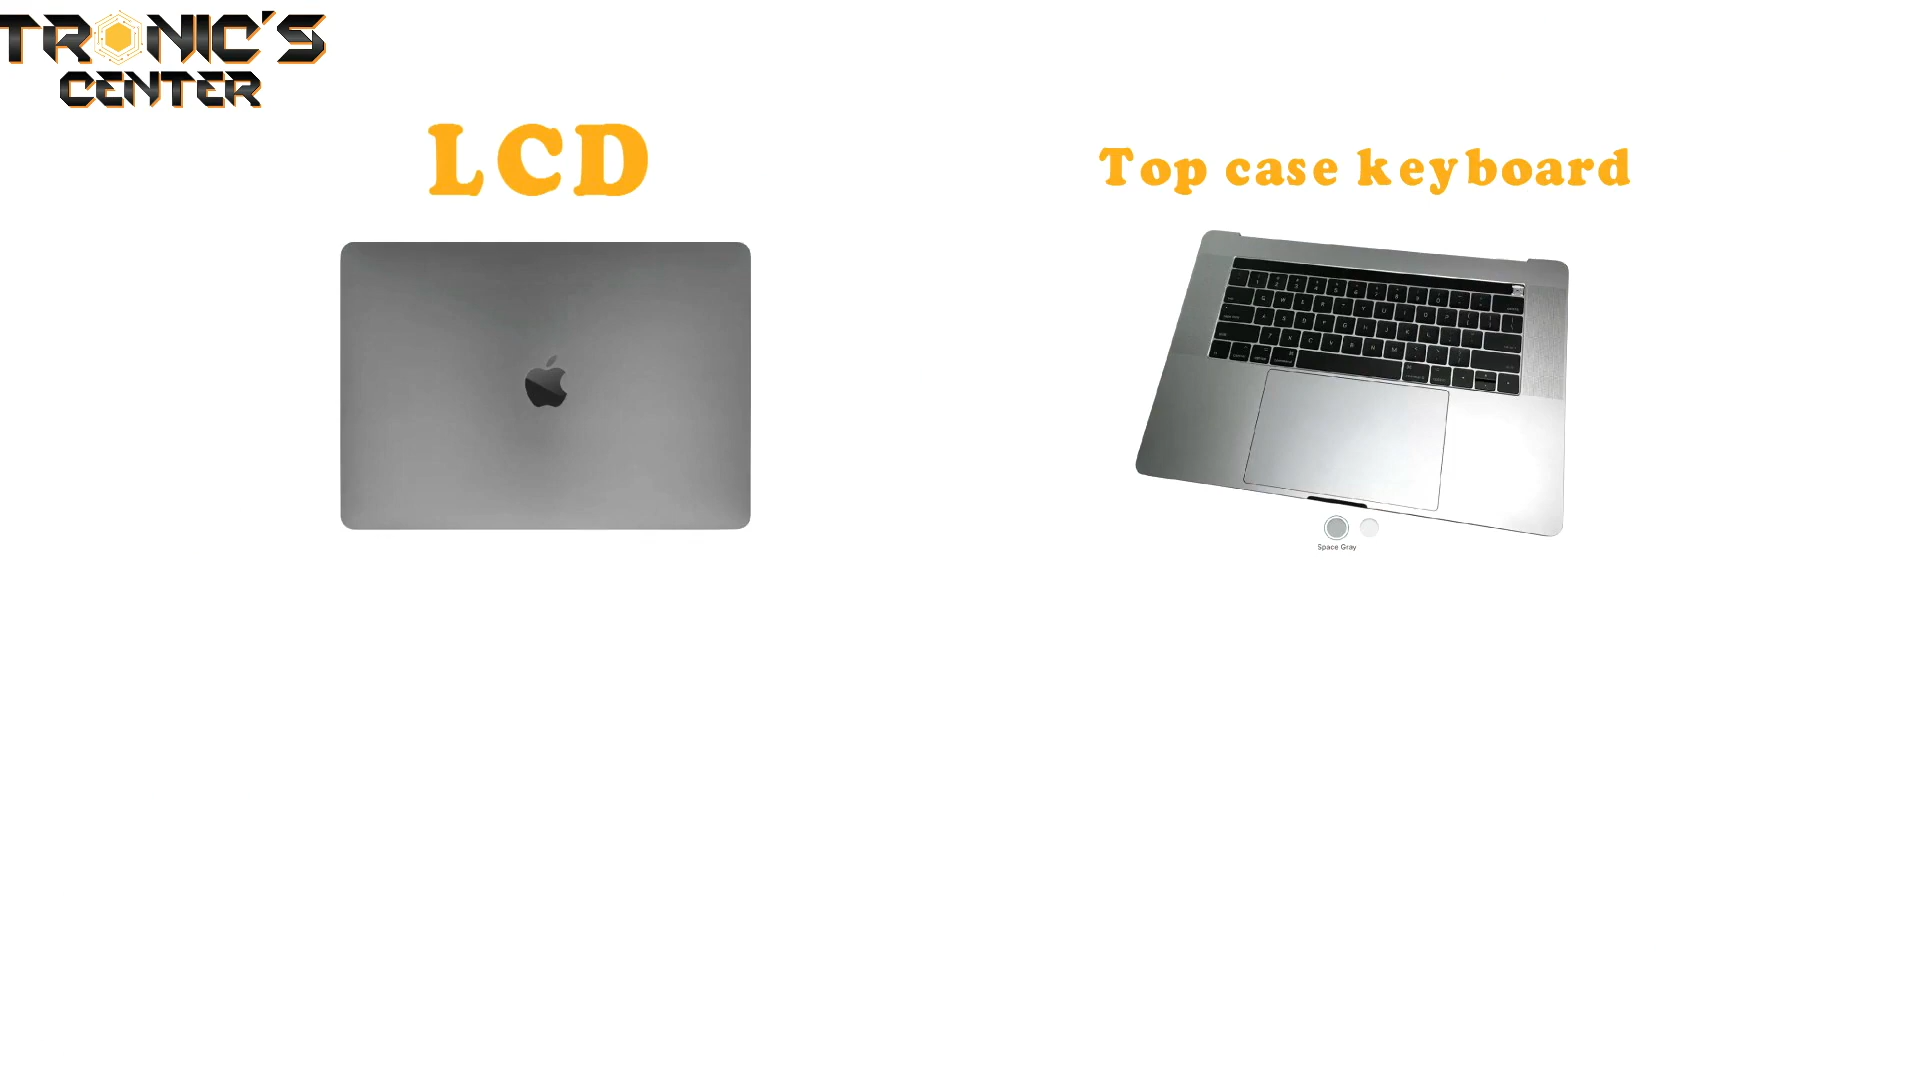 TRONIC'S
CENTER
LCD
Top case keyboard
Space Gray